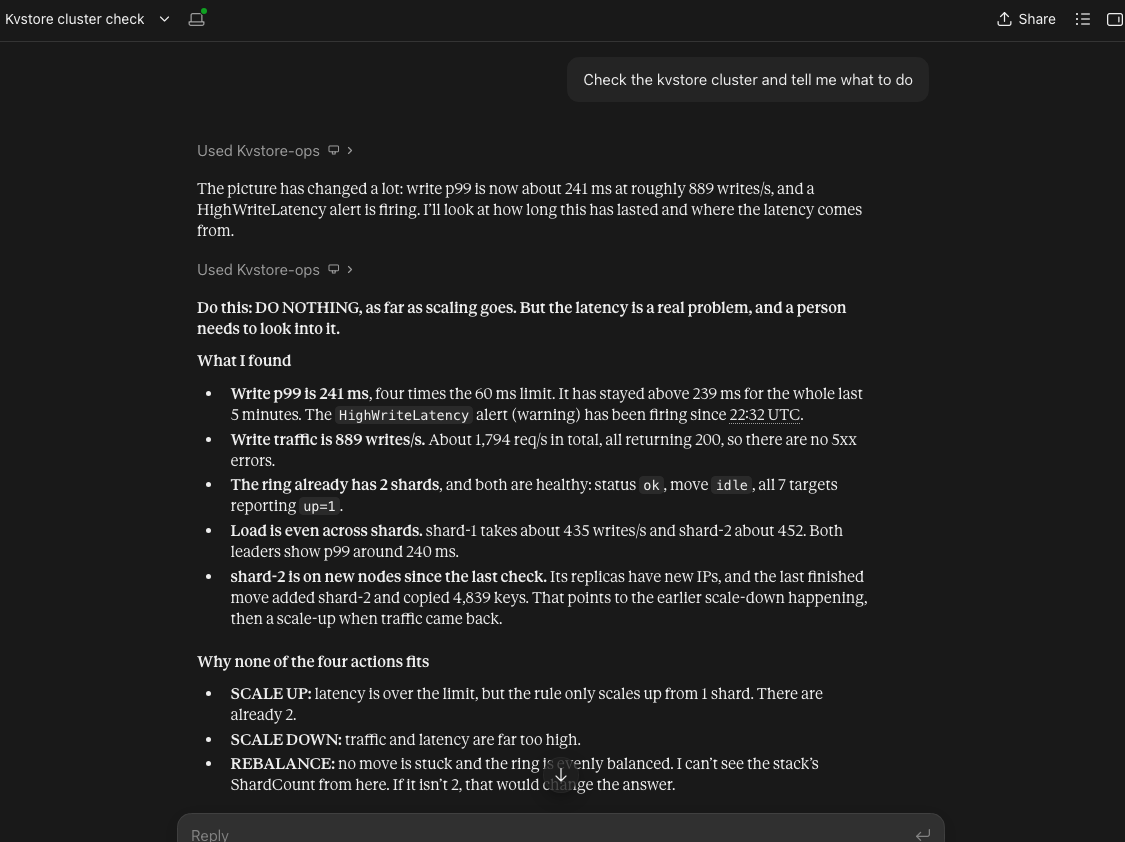 Kvstore cluster check
Share
Check the kvstore cluster and tell me what to do
Used Kvstore-ops
The picture has changed a lot: write p99 is now about 241 ms at roughly 889 writes/s, and a
HighWriteLatency alert is firing. I’ll look at how long this has lasted and where the latency comes
from.
Used Kvstore-ops
Do this: DO NOTHING, as far as scaling goes. But the latency is a real problem, and a person
needs to look into it.
What I found
• Write p99 is 241 ms, four times the 60 ms limit. It has stayed above 239 ms for the whole last
5 minutes. The HighWriteLatency alert (warning) has been firing since 22:32 UTC.
• Write traffic is 889 writes/s. About 1,794 req/s in total, all returning 200, so there are no 5xx
errors.
• The ring already has 2 shards, and both are healthy: status ok, move idle, all 7 targets
reporting up=1.
• Load is even across shards. shard-1 takes about 435 writes/s and shard-2 about 452. Both
leaders show p99 around 240 ms.
• shard-2 is on new nodes since the last check. Its replicas have new IPs, and the last finished
move added shard-2 and copied 4,839 keys. That points to the earlier scale-down happening,
then a scale-up when traffic came back.
Why none of the four actions fits
• SCALE UP: latency is over the limit, but the rule only scales up from 1 shard. There are
already 2.
• SCALE DOWN: traffic and latency are far too high.
• REBALANCE: no move is stuck and the ring is evenly balanced. I can’t see the stack’s
ShardCount from here. If it isn’t 2, that would change the answer.
Reply